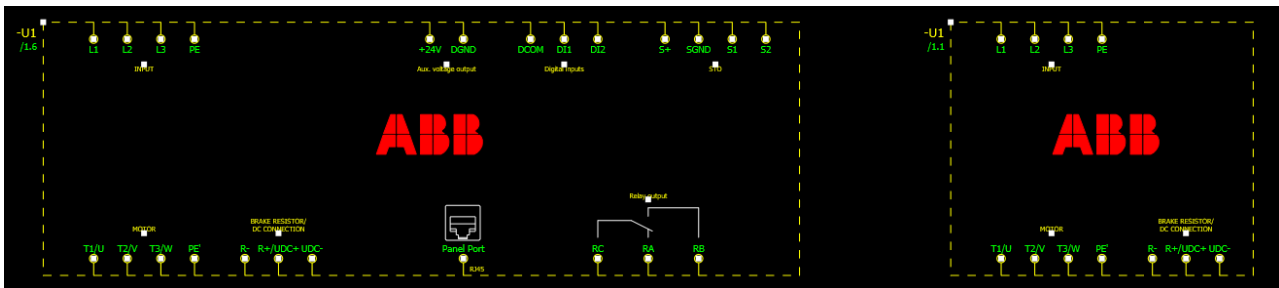 -U1
/1.6
L1 L2 L3 PE
+24V DGND
DCOM DI1 DI2
S+ SGND S1 S2
INPUT
Aux. voltage output
Digital inputs
STO
ABB
Relay output
MOTOR
BRAKE RESISTOR/
DC CONNECTION
T1/U T2/V T3/W PE'
R- R+/UDC+ UDC-
Panel Port
RJ45
RC RA RB
-U1
/1.1
L1 L2 L3 PE
INPUT
ABB
MOTOR
BRAKE RESISTOR/
DC CONNECTION
T1/U T2/V T3/W PE'
R- R+/UDC+ UDC-